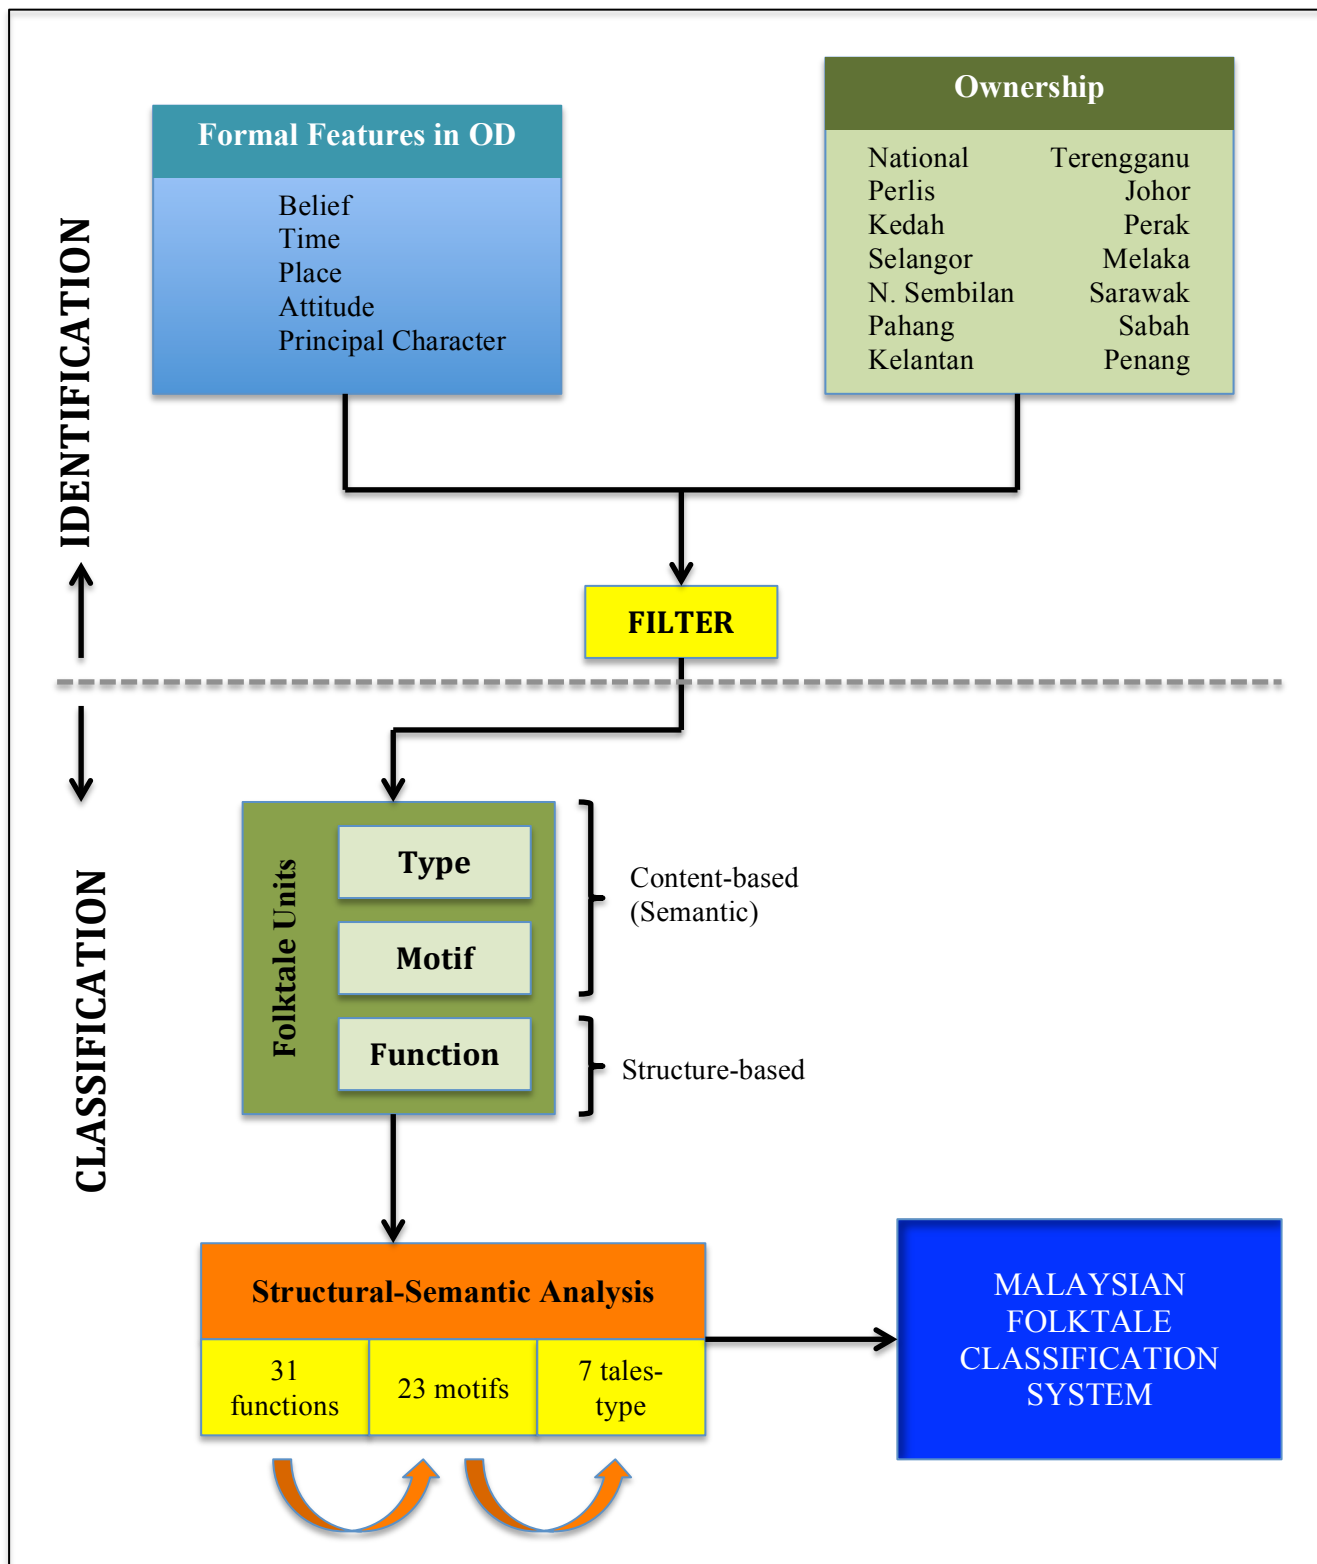 Formal Features in OD
Belief
Time
Place
Attitude
Principal Character
Ownership
National Terengganu
Perlis Johor
Kedah Perak
Selangor Melaka
N. Sembilan Sarawak
Pahang Sabah
Kelantan Penang
IDENTIFICATION
FILTER
CLASSIFICATION
Folktale Units
Type
Motif
Function
Content-based
(Semantic)
Structure-based
Structural-Semantic Analysis
31
functions
23 motifs
7 tales-
type
MALAYSIAN
FOLKTALE
CLASSIFICATION
SYSTEM